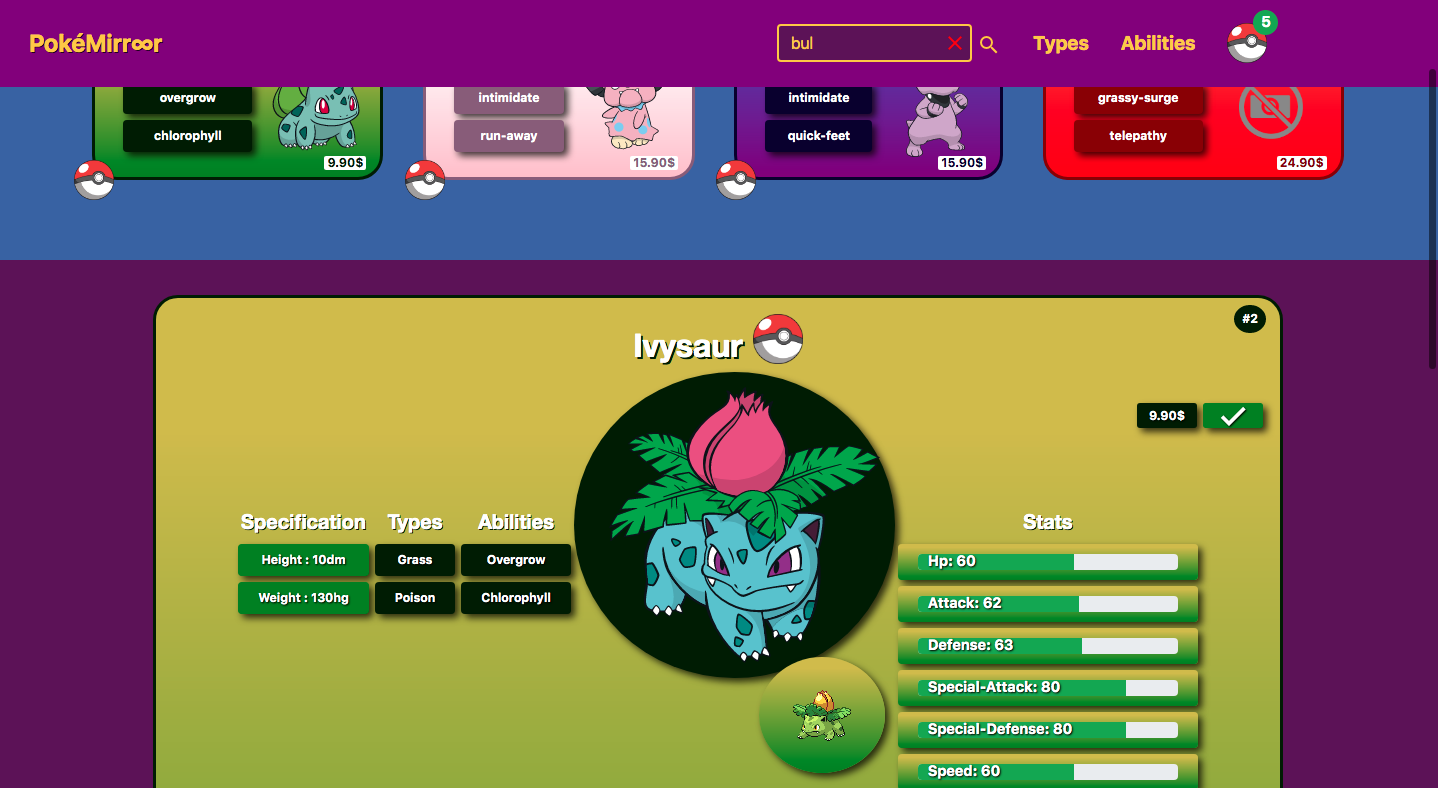 PokéMirr∞r
bul
Types
Abilities
5
overgrow
chlorophyll
9.90$
intimidate
run-away
15.90$
intimidate
quick-feet
15.90$
grassy-surge
telepathy
24.90$
#2
Ivysaur
9.90$
Specification
Types
Abilities
Height : 10dm
Grass
Overgrow
Weight : 130hg
Poison
Chlorophyll
Stats
Hp: 60
Attack: 62
Defense: 63
Special-Attack: 80
Special-Defense: 80
Speed: 60